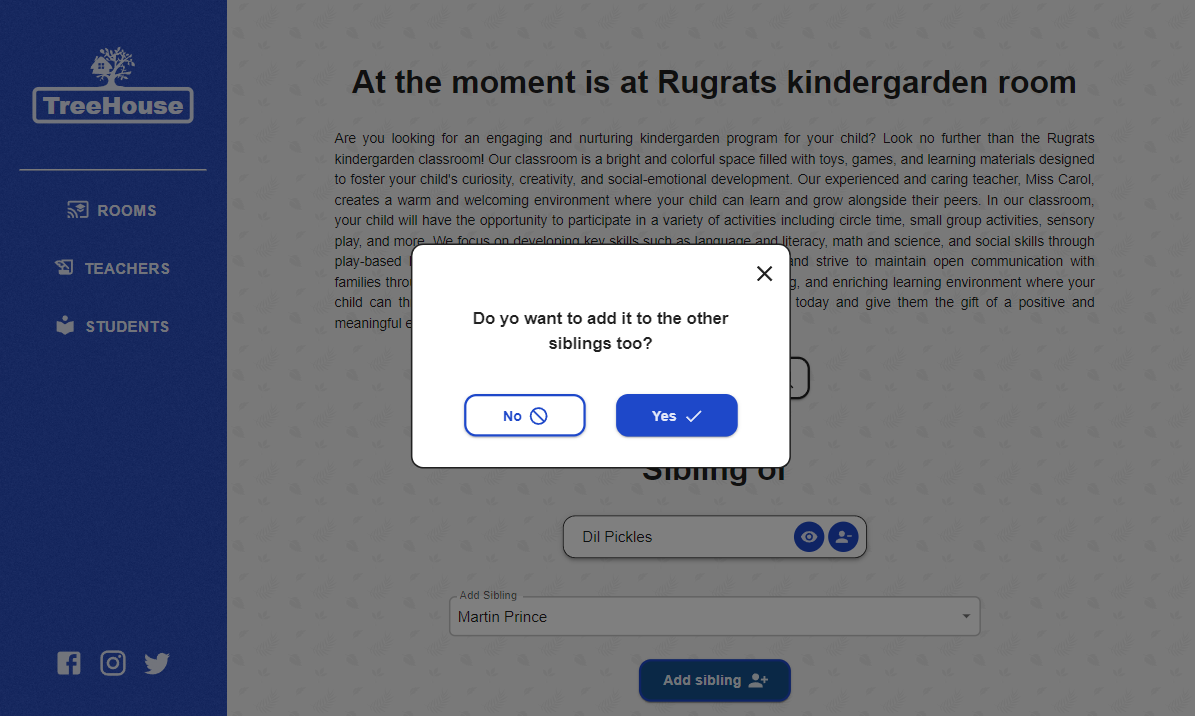 TreeHouse
ROOMS
TEACHERS
STUDENTS
At the moment is at Rugrats kindergarden room
Are you looking for an engaging and nurturing kindergarden program for your child? Look no further than the Rugrats
kindergarden classroom! Our classroom is a bright and colorful space filled with toys, games, and learning materials designed
to foster your child's curiosity, creativity, and social-emotional development. Our experienced and caring teacher, Miss Carol,
creates a warm and welcoming environment where your child can learn and grow alongside their peers. In our classroom,
your child will have the opportunity to participate in a variety of activities including circle time, small group activities, sensory
play, and more. We focus on developing key skills such as language and literacy, math and science, and social skills through
play-based and strive to maintain open communication with
families and enriching learning environment where your
child can today and give them the gift of a positive and
meaningful
Do yo want to add it to the other
siblings too?
No
Yes
Sibling of
Dil Pickles
Add Sibling
Martin Prince
Add sibling